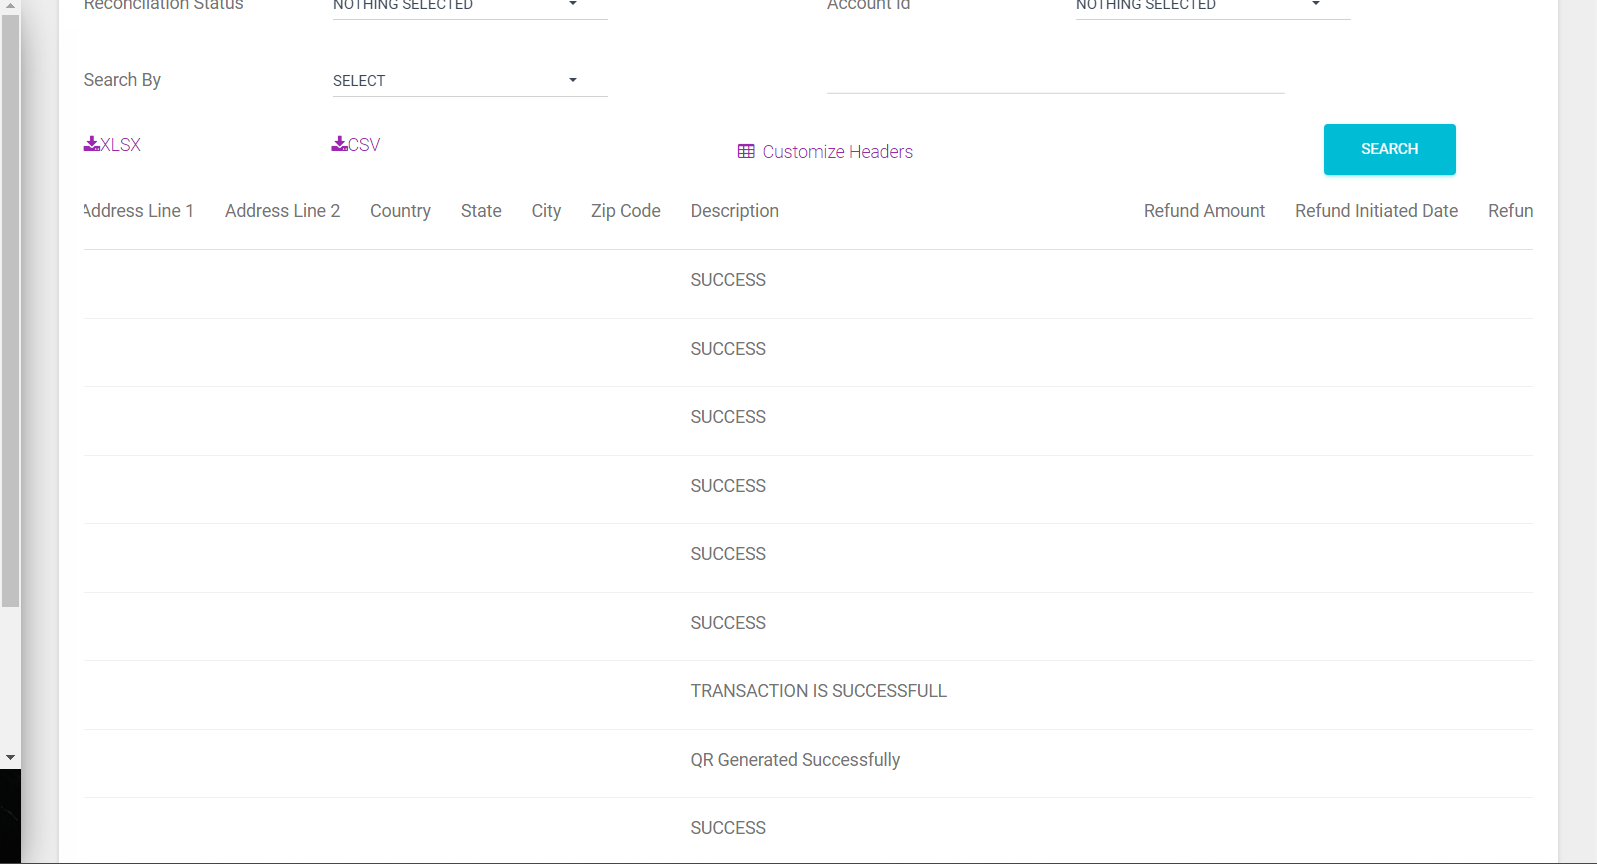 Reconciliation Status NOTHING SELECTED Account Id NOTHING SELECTED
Search By SELECT
XLSX CSV Customize Headers SEARCH
Address Line 1 Address Line 2 Country State City Zip Code Description Refund Amount Refund Initiated Date Refun
SUCCESS
SUCCESS
SUCCESS
SUCCESS
SUCCESS
SUCCESS
TRANSACTION IS SUCCESSFULL
QR Generated Successfully
SUCCESS